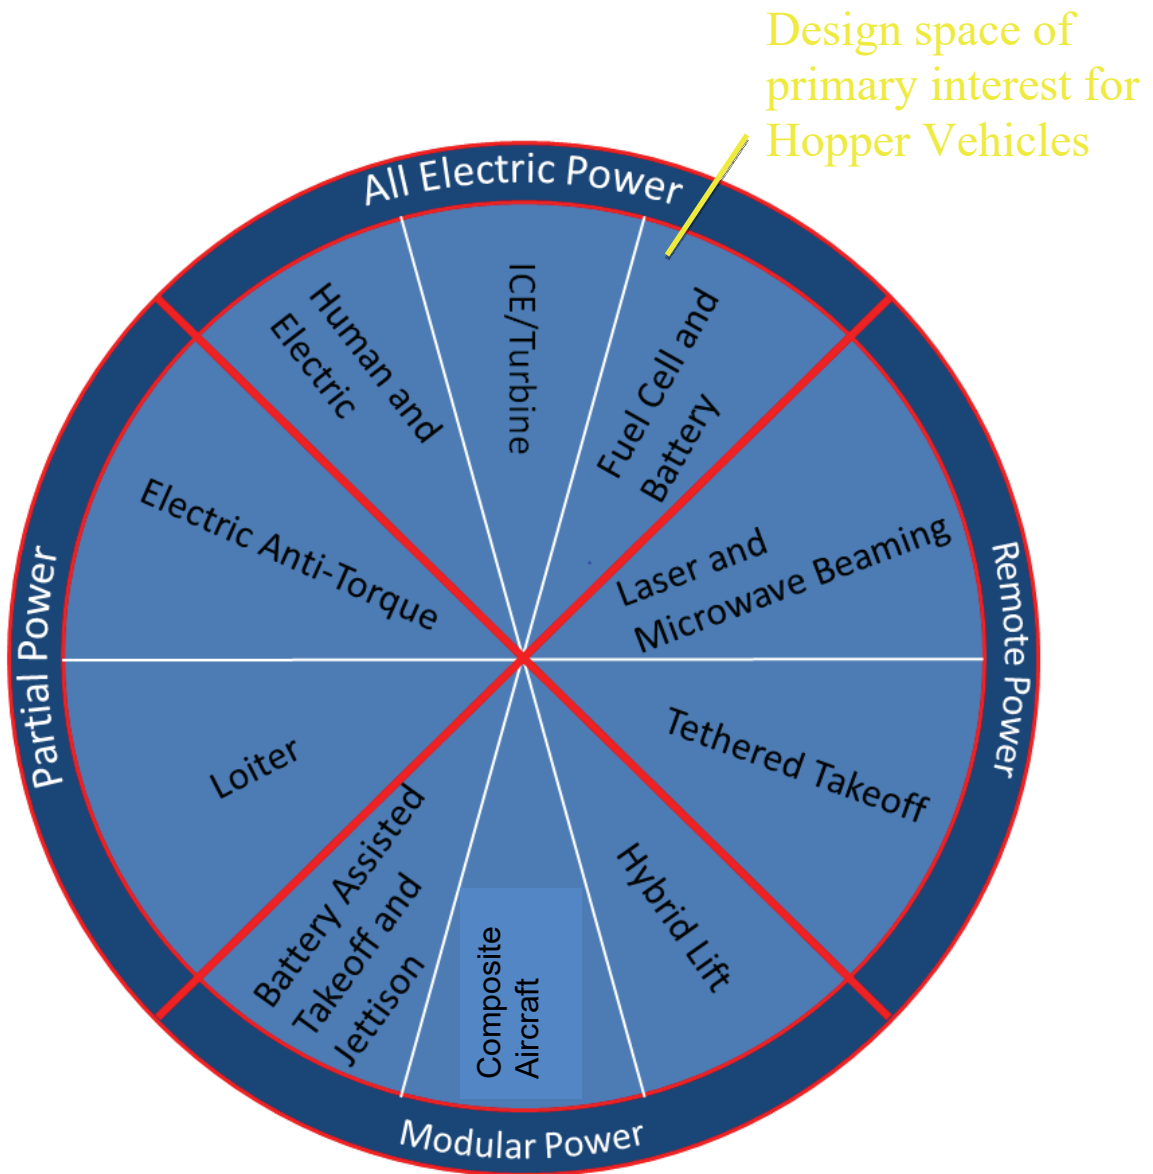 Design space of
primary interest for
Hopper Vehicles
All Electric Power
Human and
Electric
ICE/Turbine
Fuel Cell and
Battery
Electric Anti-Torque
Laser and
Microwave Beaming
Partial Power
Remote Power
Loiter
Tethered Takeoff
Battery Assisted
Takeoff and
Jettison
Composite
Aircraft
Hybrid Lift
Modular Power